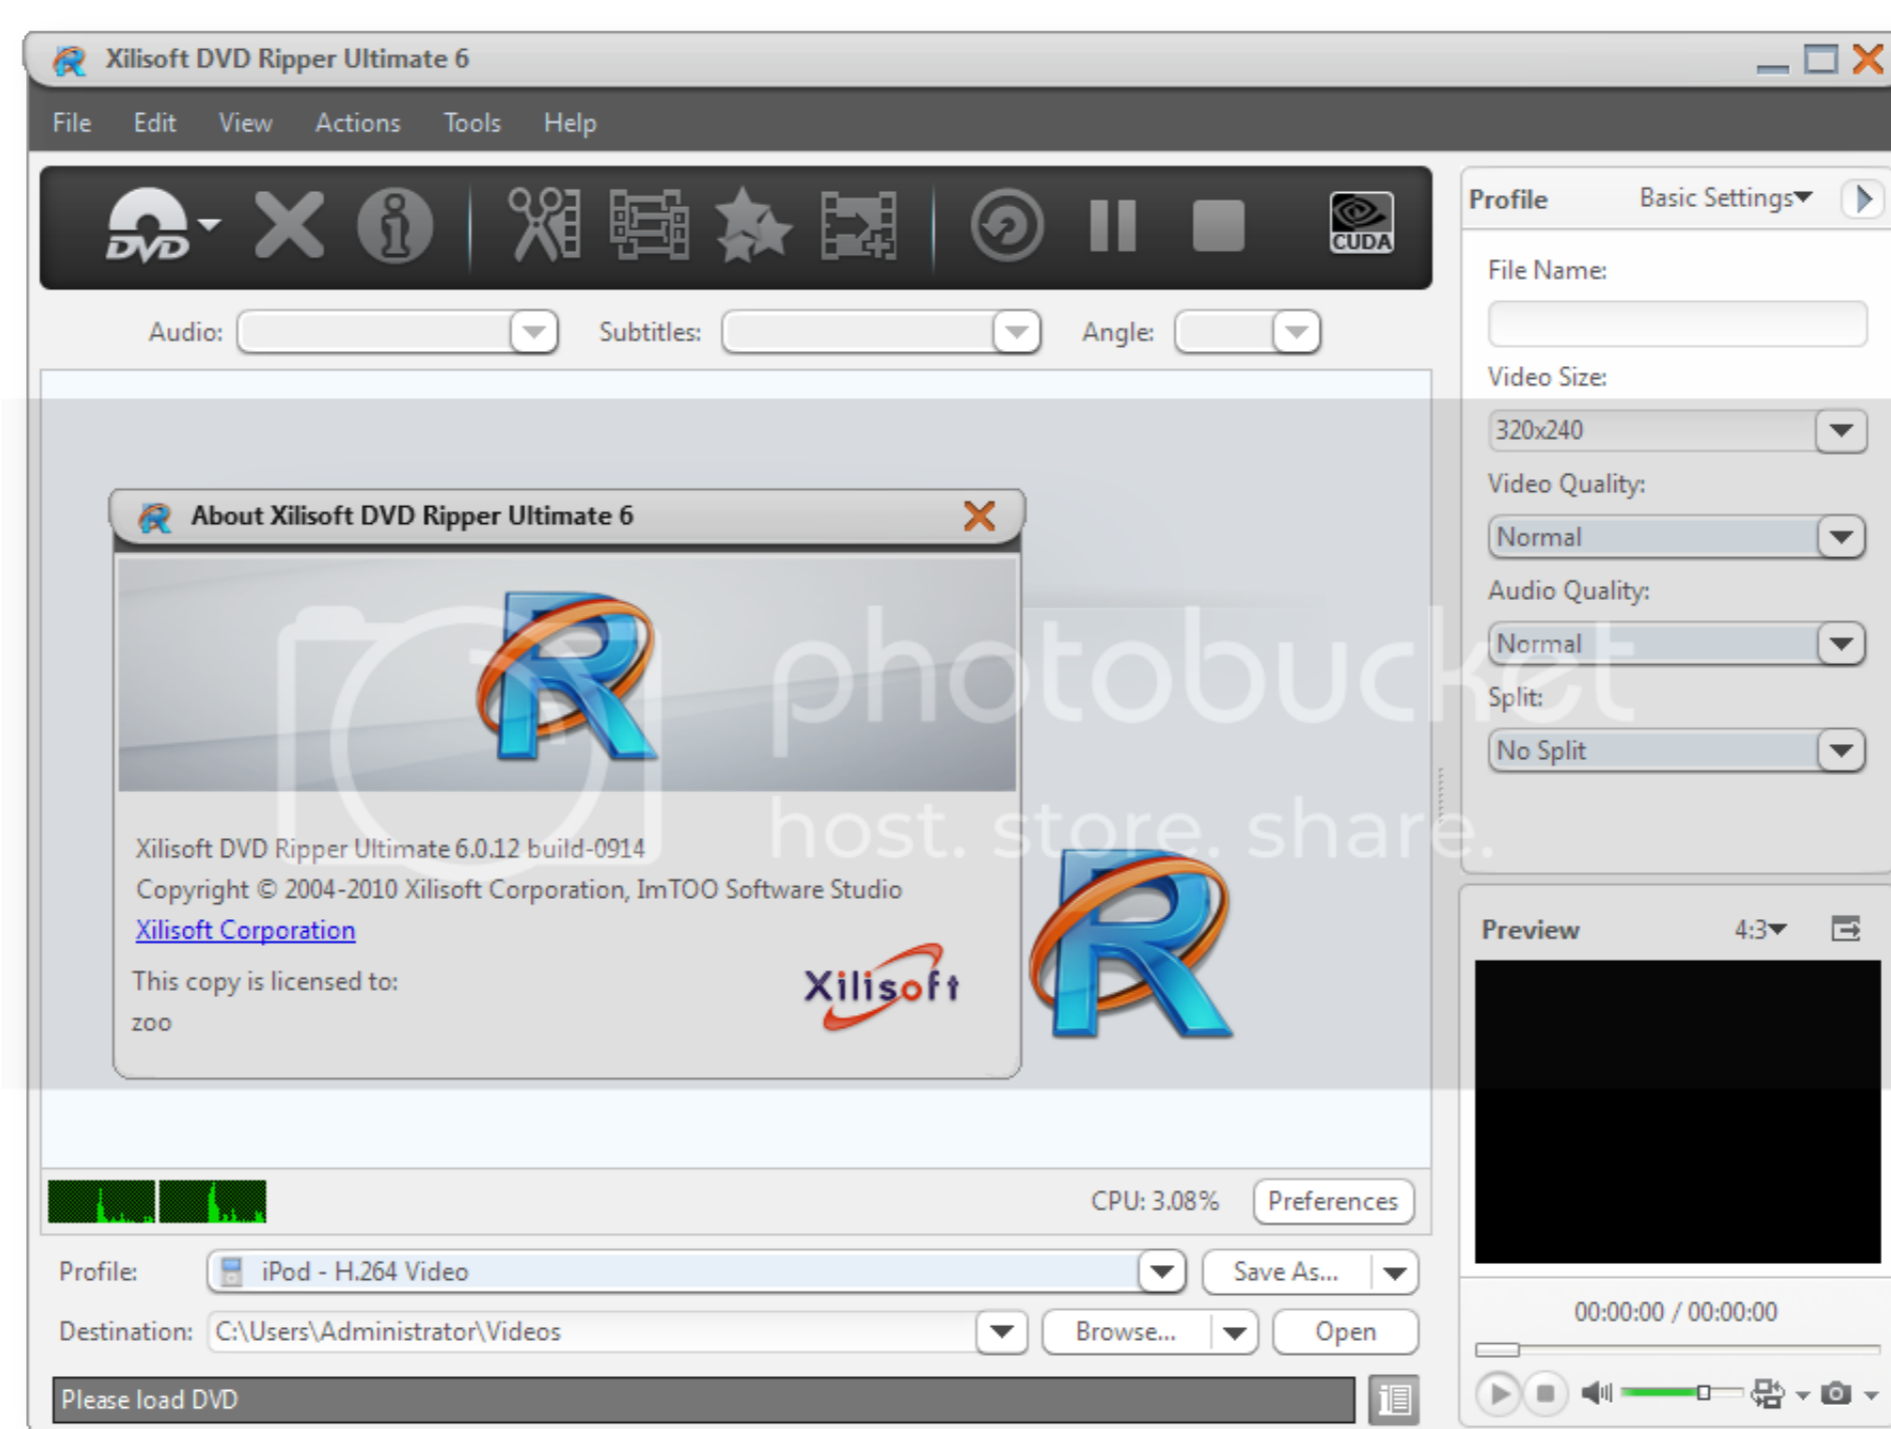 Xilisoft DVD Ripper Ultimate 6
File Edit View Actions Tools Help
DVD
CUDA
Audio: Subtitles: Angle:
Profile Basic Settings
File Name:
Video Size:
320x240
Video Quality:
Normal
Audio Quality:
Normal
Split:
No Split
About Xilisoft DVD Ripper Ultimate 6
R
photobucket
host. store. share.
Xilisoft DVD Ripper Ultimate 6.0.12 build-0914
Copyright © 2004-2010 Xilisoft Corporation, ImTOO Software Studio
Xilisoft Corporation
This copy is licensed to:
zoo
Xilisoft
R
Preview 4:3
CPU: 3.08% Preferences
Profile: iPod - H.264 Video Save As...
Destination: C:\Users\Administrator\Videos Browse... Open
Please load DVD
00:00:00 / 00:00:00